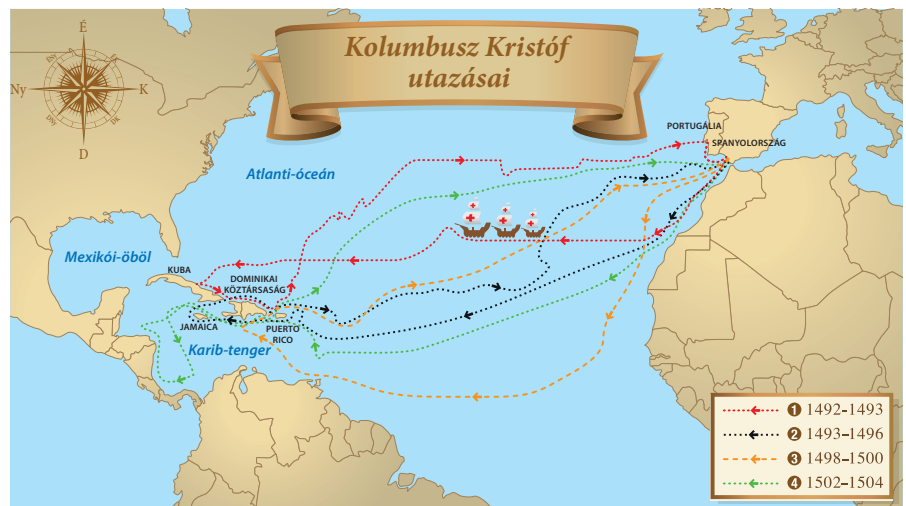 Kolumbusz Kristóf
utazásai
É
Ny
K
D
PORTUGÁLIA
SPANYOLORSZÁG
Atlanti-óceán
Mexikói-öböl
KUBA
DOMINIKAI
KÖZTÁRSASÁG
JAMAICA
PUERTO
RICO
Karib-tenger
1 1492-1493
2 1493-1496
3 1498-1500
4 1502-1504